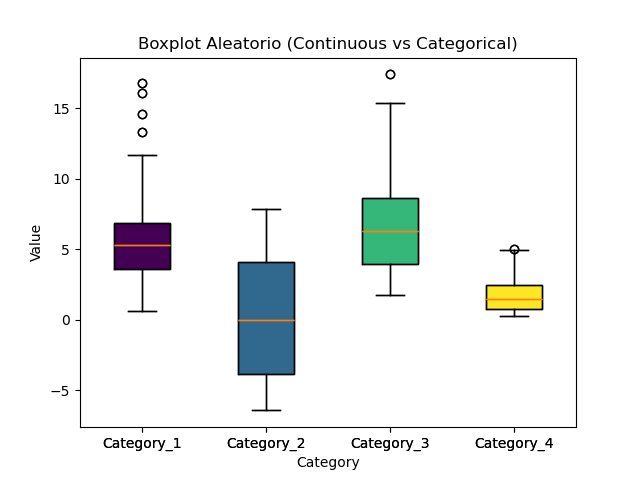 Boxplot Aleatorio (Continuous vs Categorical)
15
10
5
0
−5
Value
Category_1 Category_2 Category_3 Category_4
Category